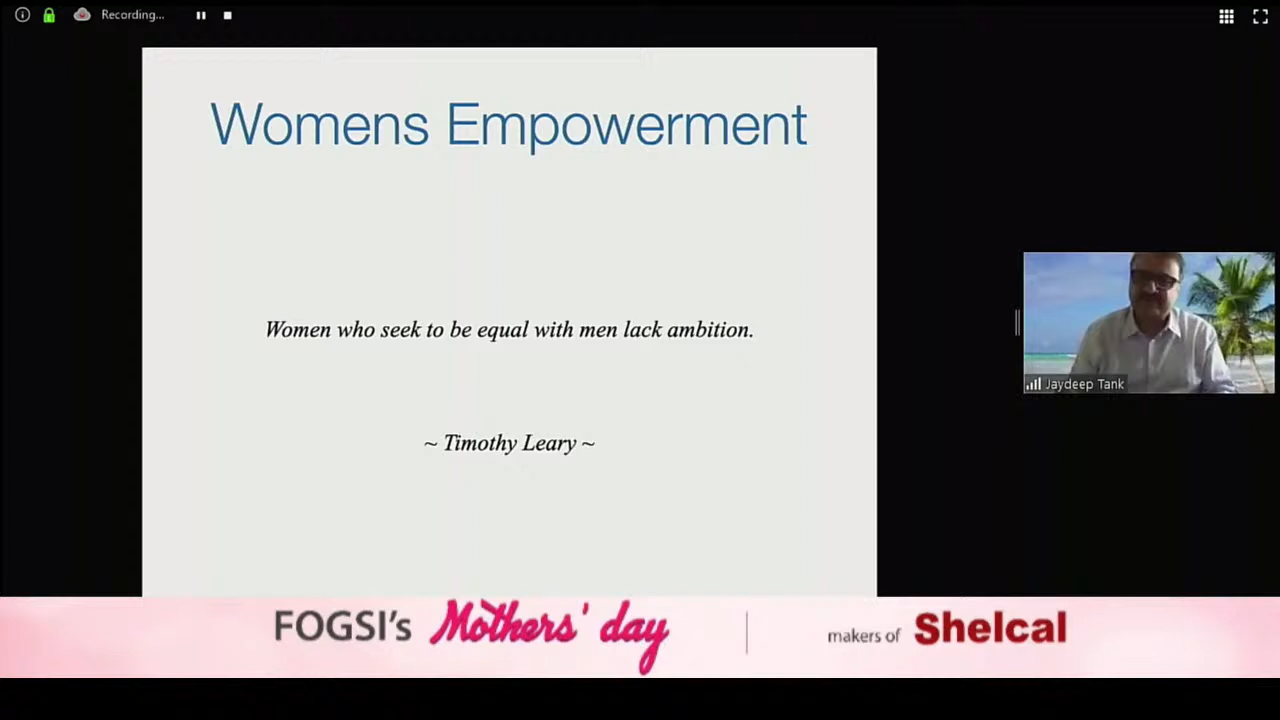 Recording...
Womens Empowerment
Women who seek to be equal with men lack ambition.
~ Timothy Leary ~
Jaydeep Tank
FOGSI's Mothers' day
makers of Shelcal